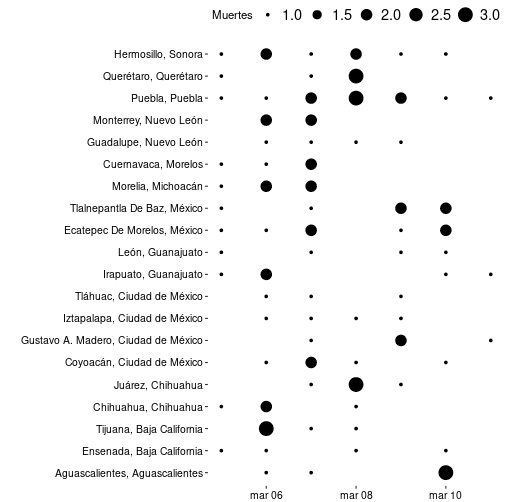 Muertes 1.0 1.5 2.0 2.5 3.0
Hermosillo, Sonora
Querétaro, Querétaro
Puebla, Puebla
Monterrey, Nuevo León
Guadalupe, Nuevo León
Cuernavaca, Morelos
Morelia, Michoacán
Tlalnepantla De Baz, México
Ecatepec De Morelos, México
León, Guanajuato
Irapuato, Guanajuato
Tláhuac, Ciudad de México
Iztapalapa, Ciudad de México
Gustavo A. Madero, Ciudad de México
Coyoacán, Ciudad de México
Juárez, Chihuahua
Chihuahua, Chihuahua
Tijuana, Baja California
Ensenada, Baja California
Aguascalientes, Aguascalientes
mar 06 mar 08 mar 10